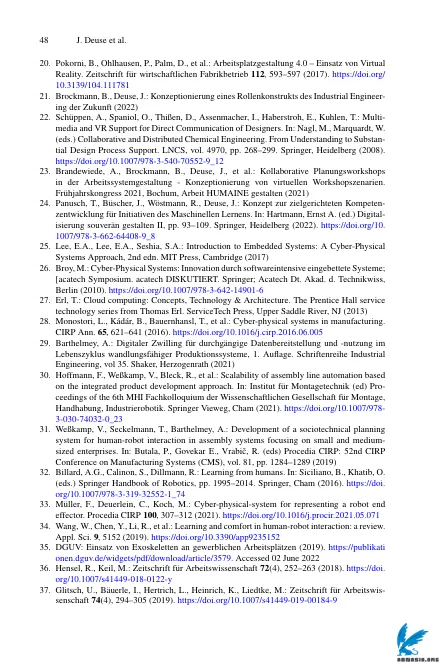 48 J. Deuse et al.
20. Pokorni, B., Ohlhausen, P., Palm, D., et al.: Arbeitsplatzgestaltung 4.0 – Einsatz von Virtual
Reality. Zeitschrift für wirtschaftlichen Fabrikbetrieb 112, 593–597 (2017). https://doi.org/
10.3139/104.111781
21. Brockmann, B., Deuse, J.: Konzeptionierung eines Rollenkonstrukts des Industrial Engineer-
ing der Zukunft (2022)
22. Schüppen, A., Spaniol, O., Thißen, D., Assenmacher, I., Haberstroh, E., Kuhlen, T.: Multi-
media and VR Support for Direct Communication of Designers. In: Nagl, M., Marquardt, W.
(eds.) Collaborative and Distributed Chemical Engineering. From Understanding to Substan-
tial Design Process Support. LNCS, vol. 4970, pp. 268–299. Springer, Heidelberg (2008).
https://doi.org/10.1007/978-3-540-70552-9_12
23. Brandewiede, A., Brockmann, B., Deuse, J., et al.: Kollaborative Planungsworkshops
in der Arbeitssystemgestaltung - Konzeptionierung von virtuellen Workshopszenarien.
Frühjahrskongress 2021, Bochum, Arbeit HUMAINE gestalten (2021)
24. Panusch, T., Büscher, J., Wöstmann, R., Deuse, J.: Konzept zur zielgerichteten Kompeten-
zentwicklung für Initiativen des Maschinellen Lernens. In: Hartmann, Ernst A. (ed.) Digital-
isierung souverän gestalten II, pp. 93–109. Springer, Heidelberg (2022). https://doi.org/10.
1007/978-3-662-64408-9_8
25. Lee, E.A., Lee, E.A., Seshia, S.A.: Introduction to Embedded Systems: A Cyber-Physical
Systems Approach, 2nd edn. MIT Press, Cambridge (2017)
26. Broy, M.: Cyber-Physical Systems: Innovation durch softwareintensive eingebettete Systeme;
[acatech Symposium. acatech DISKUTIERT. Springer; Acatech Dt. Akad. d. Technikwiss,
Berlin (2010). https://doi.org/10.1007/978-3-642-14901-6
27. Erl, T.: Cloud computing: Concepts, Technology & Architecture. The Prentice Hall service
technology series from Thomas Erl. ServiceTech Press, Upper Saddle River, NJ (2013)
28. Monostori, L., Kádár, B., Bauernhansl, T., et al.: Cyber-physical systems in manufacturing.
CIRP Ann. 65, 621–641 (2016). https://doi.org/10.1016/j.cirp.2016.06.005
29. Barthelmey, A.: Digitaler Zwilling für durchgängige Datenbereitstellung und -nutzung im
Lebenszyklus wandlungsfähiger Produktionssysteme, 1. Auflage. Schriftenreihe Industrial
Engineering, vol 35. Shaker, Herzogenrath (2021)
30. Hoffmann, F., Weßkamp, V., Bleck, R., et al.: Scalability of assembly line automation based
on the integrated product development approach. In: Institut für Montagetechnik (ed) Pro-
ceedings of the 6th MHI Fachkolloquium der Wissenschaftlichen Gesellschaft für Montage,
Handhabung, Industrierobotik. Springer Vieweg, Cham (2021). https://doi.org/10.1007/978-
3-030-74032-0_23
31. Weßkamp, V., Seckelmann, T., Barthelmey, A.: Development of a sociotechnical planning
system for human-robot interaction in assembly systems focusing on small and medium-
sized enterprises. In: Butala, P., Govekar E., Vrabič, R. (eds) Procedia CIRP: 52nd CIRP
Conference on Manufacturing Systems (CMS), vol. 81, pp. 1284–1289 (2019)
32. Billard, A.G., Calinon, S., Dillmann, R.: Learning from humans. In: Siciliano, B., Khatib, O.
(eds.) Springer Handbook of Robotics, pp. 1995–2014. Springer, Cham (2016). https://doi.
org/10.1007/978-3-319-32552-1_74
33. Müller, F., Deuerlein, C., Koch, M.: Cyber-physical-system for representing a robot end
effector. Procedia CIRP 100, 307–312 (2021). https://doi.org/10.1016/j.procir.2021.05.071
34. Wang, W., Chen, Y., Li, R., et al.: Learning and comfort in human-robot interaction: a review.
Appl. Sci. 9, 5152 (2019). https://doi.org/10.3390/app9235152
35. DGUV: Einsatz von Exoskeletten an gewerblichen Arbeitsplätzen (2019). https://publikati
onen.dguv.de/widgets/pdf/download/article/3579. Accessed 02 June 2022
36. Hensel, R., Keil, M.: Zeitschrift für Arbeitswissenschaft 72(4), 252–263 (2018). https://doi.
org/10.1007/s41449-018-0122-y
37. Glitsch, U., Bäuerle, I., Hertrich, L., Heinrich, K., Liedtke, M.: Zeitschrift für Arbeitswis-
senschaft 74(4), 294–305 (2019). https://doi.org/10.1007/s41449-019-00184-9